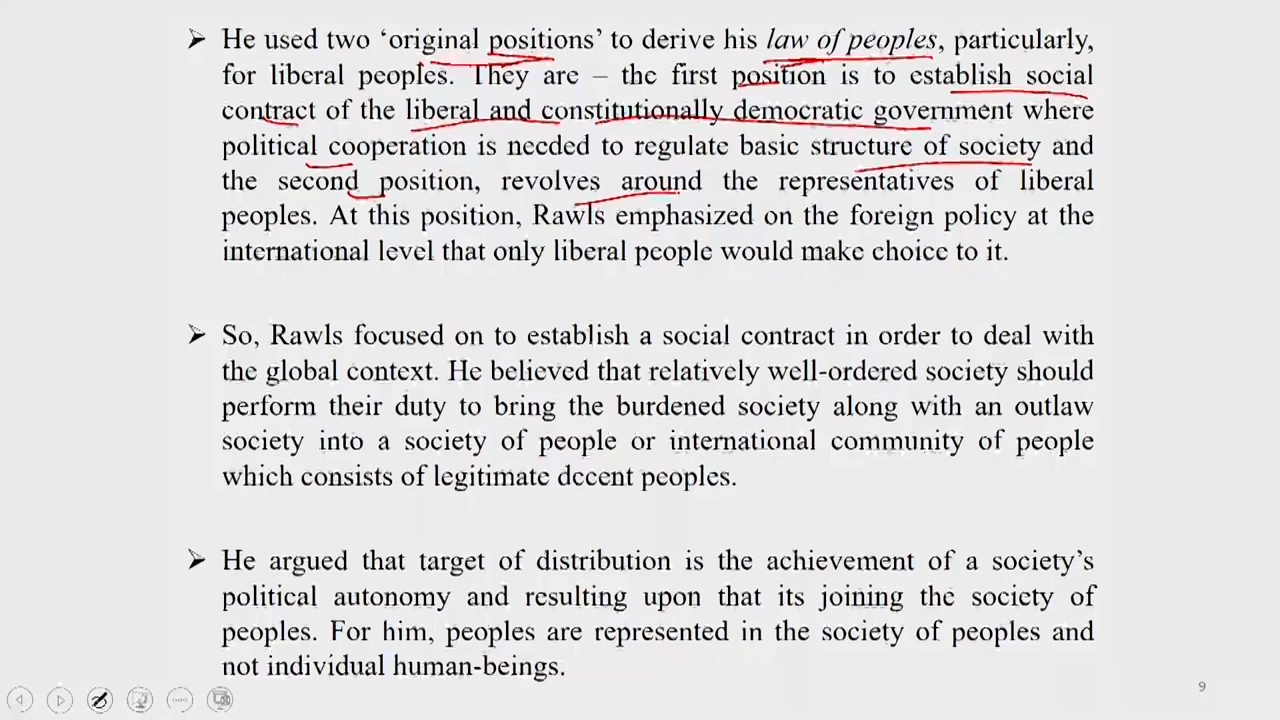 ➢ He used two ‘original positions’ to derive his law of peoples, particularly,
for liberal peoples. They are – the first position is to establish social
contract of the liberal and constitutionally democratic government where
political cooperation is needed to regulate basic structure of society and
the second position, revolves around the representatives of liberal
peoples. At this position, Rawls emphasized on the foreign policy at the
international level that only liberal people would make choice to it.
➢ So, Rawls focused on to establish a social contract in order to deal with
the global context. He believed that relatively well-ordered society should
perform their duty to bring the burdened society along with an outlaw
society into a society of people or international community of people
which consists of legitimate decent peoples.
➢ He argued that target of distribution is the achievement of a society’s
political autonomy and resulting upon that its joining the society of
peoples. For him, peoples are represented in the society of peoples and
not individual human-beings.
9